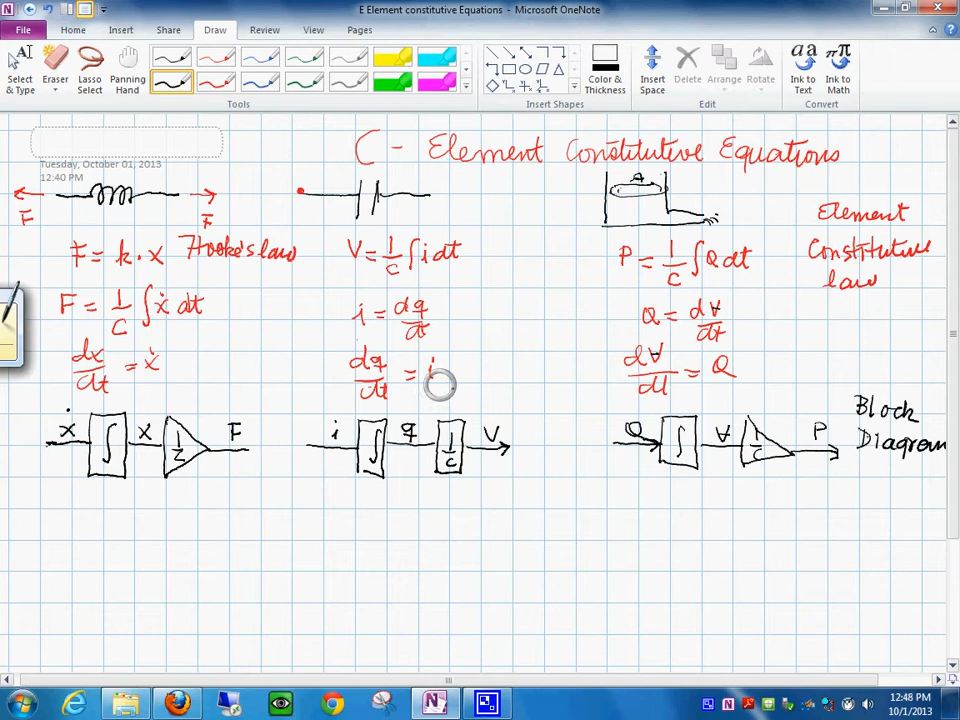 E Element constitutive Equations - Microsoft OneNote
File Home Insert Share Draw Review View Pages
Select & Type
Eraser
Lasso Select
Panning Hand
Color & Thickness
Insert Space
Delete
Arrange
Rotate
Ink to Text
Ink to Math
Tools
Insert Shapes
Edit
Convert
C - Element Constitutive Equations
Tuesday, October 01, 2013
12:40 PM
F
F
A
F = k · x Hooke's law
V = 1/C ∫ i dt
P = 1/C ∫ Q dt
Element
Constitutive
law
F = 1/C ∫ ẋ dt
i = dq/dt
Q = dV/dt
dx/dt = ẋ
dq/dt = i
dV/dt = Q
Block
Diagram
ẋ ∫ x F
i ∫ q 1/C V
Q ∫ V 1/C P
12:48 PM
10/1/2013